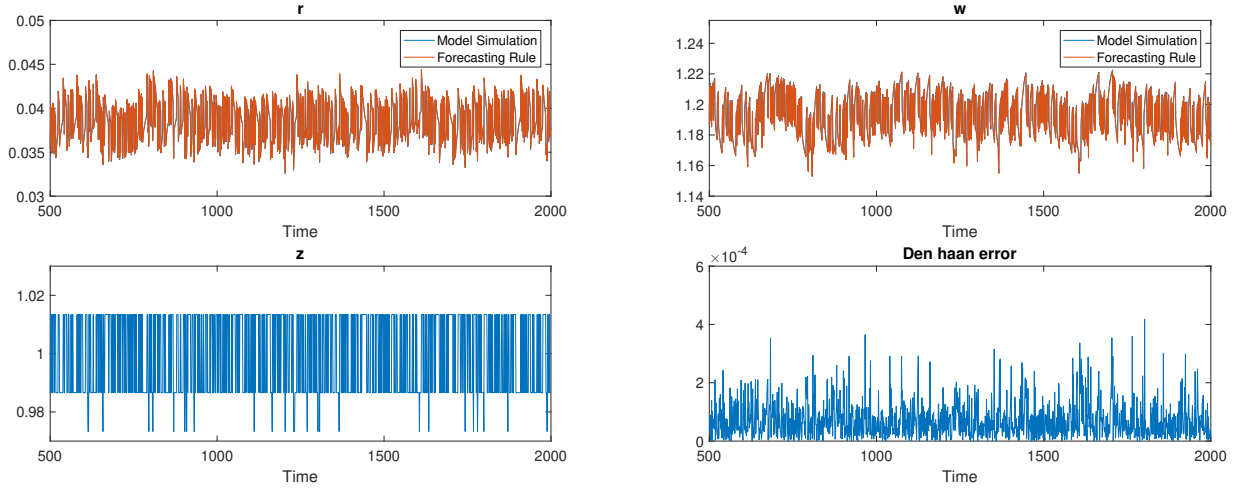 r
0.05
0.045
0.04
0.035
0.03
500 1000 1500 2000
Time
Model Simulation
Forecasting Rule
w
1.24
1.22
1.2
1.18
1.16
1.14
500 1000 1500 2000
Time
Model Simulation
Forecasting Rule
z
1.02
1
0.98
500 1000 1500 2000
Time
Den haan error
×10⁻⁴
6
4
2
0
500 1000 1500 2000
Time